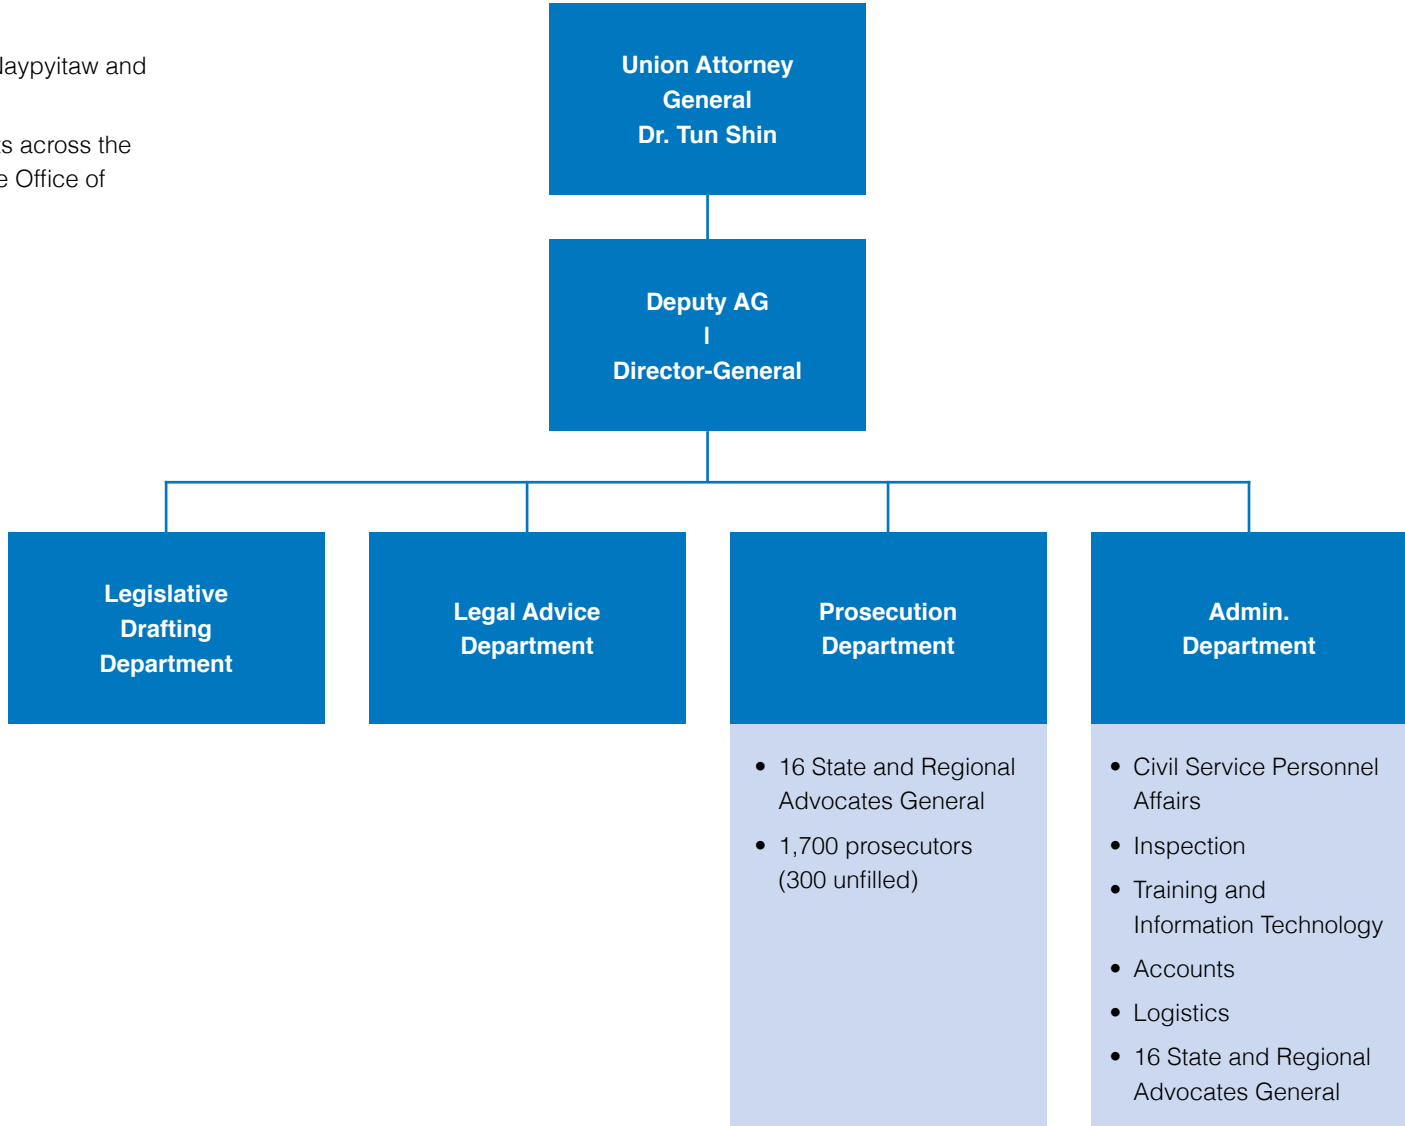 Naypyitaw and
ts across the
e Office of
Union Attorney
General
Dr. Tun Shin
Deputy AG
|
Director-General
Legislative
Drafting
Department
Legal Advice
Department
Prosecution
Department
Admin.
Department
• 16 State and Regional
Advocates General
• 1,700 prosecutors
(300 unfilled)
• Civil Service Personnel
Affairs
• Inspection
• Training and
Information Technology
• Accounts
• Logistics
• 16 State and Regional
Advocates General